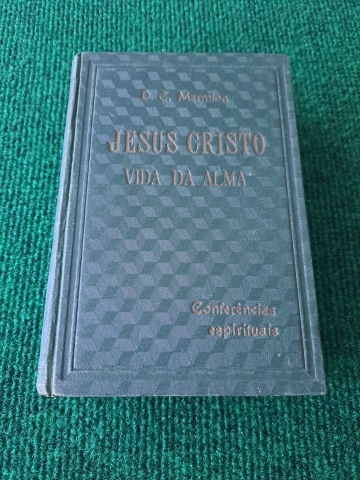 D. C. Marmion
JESUS CRISTO
VIDA DA ALMA
Conferências
espirituais